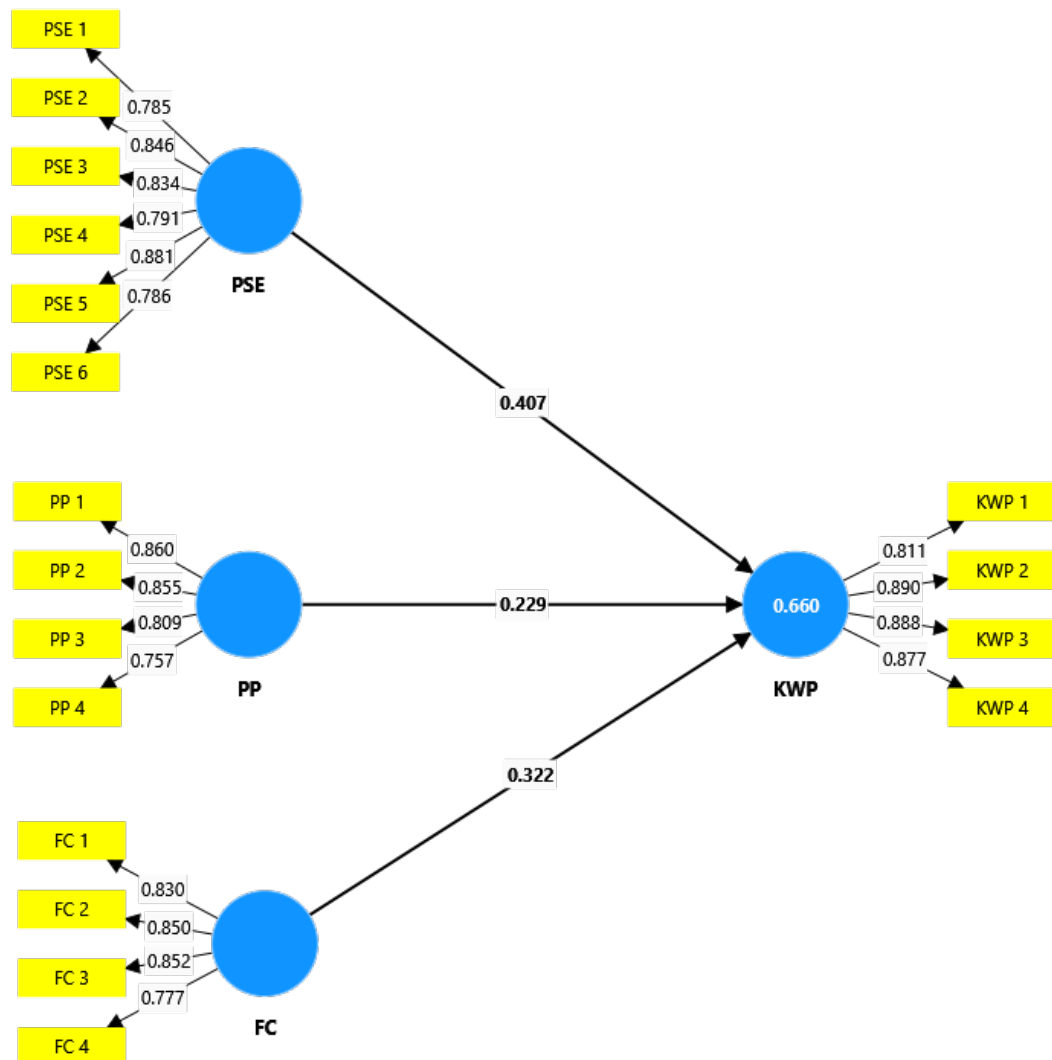 PSE 1
PSE 2
PSE 3
PSE 4
PSE 5
PSE 6
0.785
0.846
0.834
0.791
0.881
0.786
PSE
0.407
PP 1
PP 2
PP 3
PP 4
0.860
0.855
0.809
0.757
PP
0.229
0.660
KWP
0.811
0.890
0.888
0.877
KWP 1
KWP 2
KWP 3
KWP 4
0.322
FC 1
FC 2
FC 3
FC 4
0.830
0.850
0.852
0.777
FC